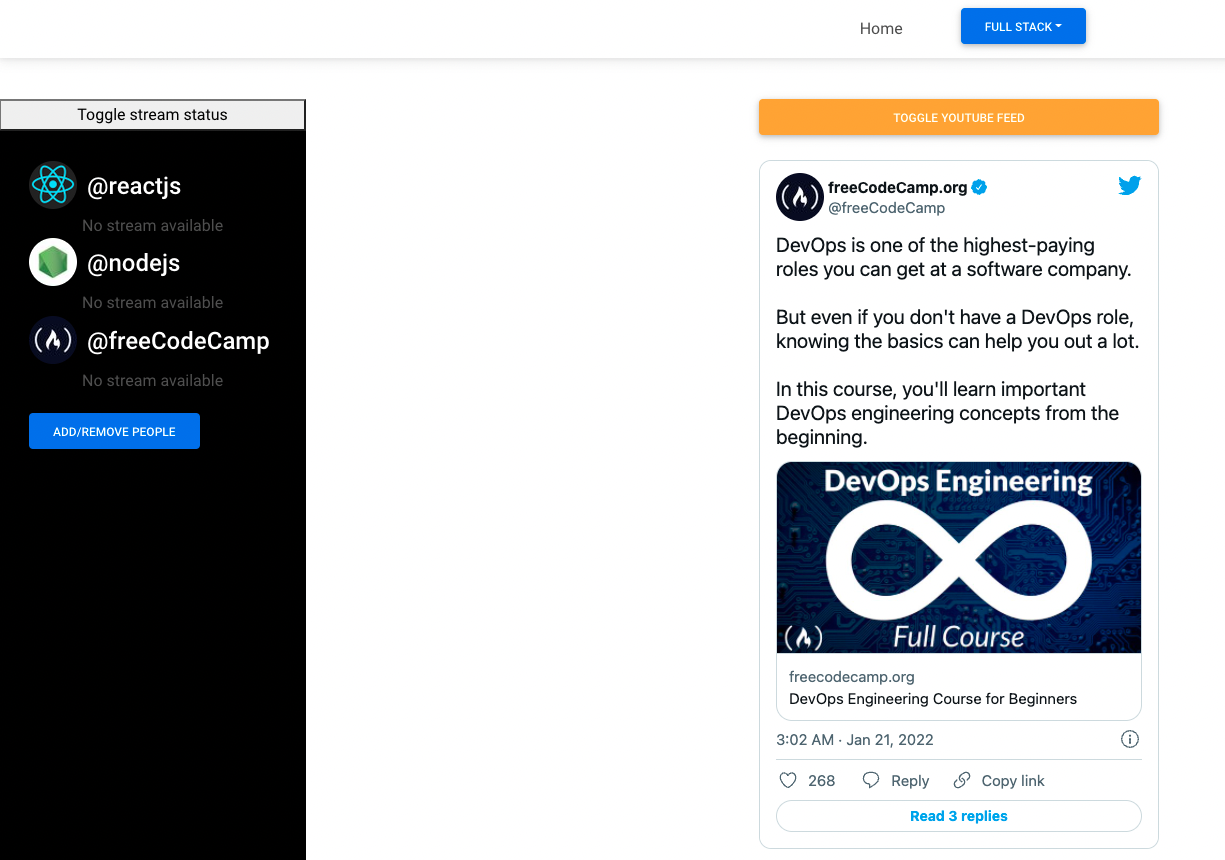 Home
FULL STACK
Toggle stream status
@reactjs
No stream available
@nodejs
No stream available
@freeCodeCamp
No stream available
ADD/REMOVE PEOPLE
TOGGLE YOUTUBE FEED
freeCodeCamp.org
@freeCodeCamp
DevOps is one of the highest-paying
roles you can get at a software company.
But even if you don't have a DevOps role,
knowing the basics can help you out a lot.
In this course, you'll learn important
DevOps engineering concepts from the
beginning.
DevOps Engineering
Full Course
freecodecamp.org
DevOps Engineering Course for Beginners
3:02 AM · Jan 21, 2022
268 Reply Copy link
Read 3 replies